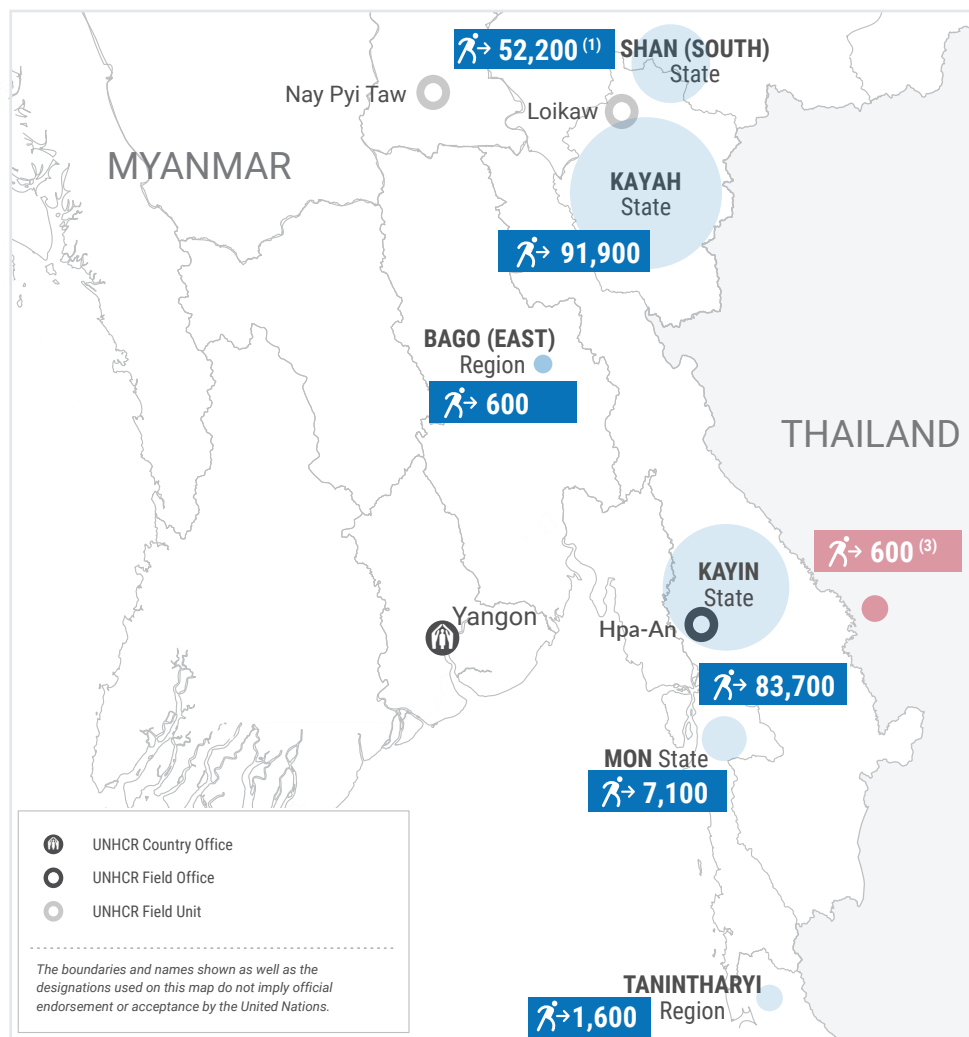 52,200 (1)
SHAN (SOUTH)
State
Nay Pyi Taw
Loikaw
MYANMAR
KAYAH
State
91,900
BAGO (EAST)
Region
600
THAILAND
600 (3)
KAYIN
State
Yangon
Hpa-An
83,700
MON State
7,100
UNHCR Country Office
UNHCR Field Office
UNHCR Field Unit
The boundaries and names shown as well as the
designations used on this map do not imply official
endorsement or acceptance by the United Nations.
TANINTHARYI
Region
1,600